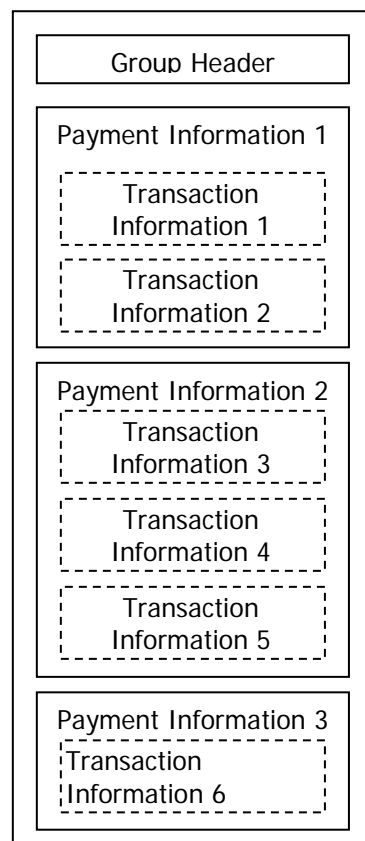 Group Header
Payment Information 1
Transaction
Information 1
Transaction
Information 2
Payment Information 2
Transaction
Information 3
Transaction
Information 4
Transaction
Information 5
Payment Information 3
Transaction
Information 6